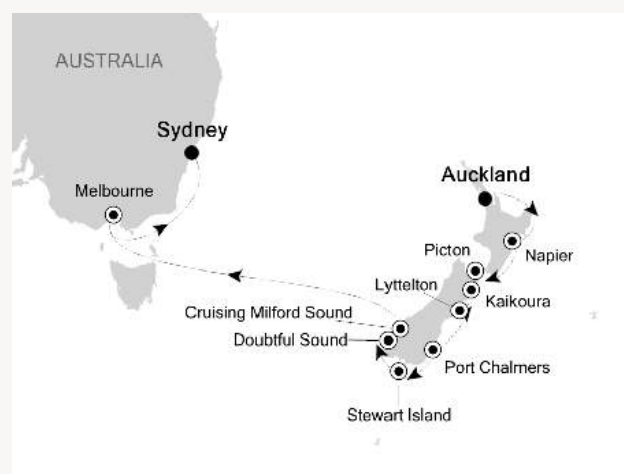 AUSTRALIA
Sydney
Auckland
Melbourne
Picton
Napier
Lyttelton
Kaikoura
Cruising Milford Sound
Doubtful Sound
Port Chalmers
Stewart Island